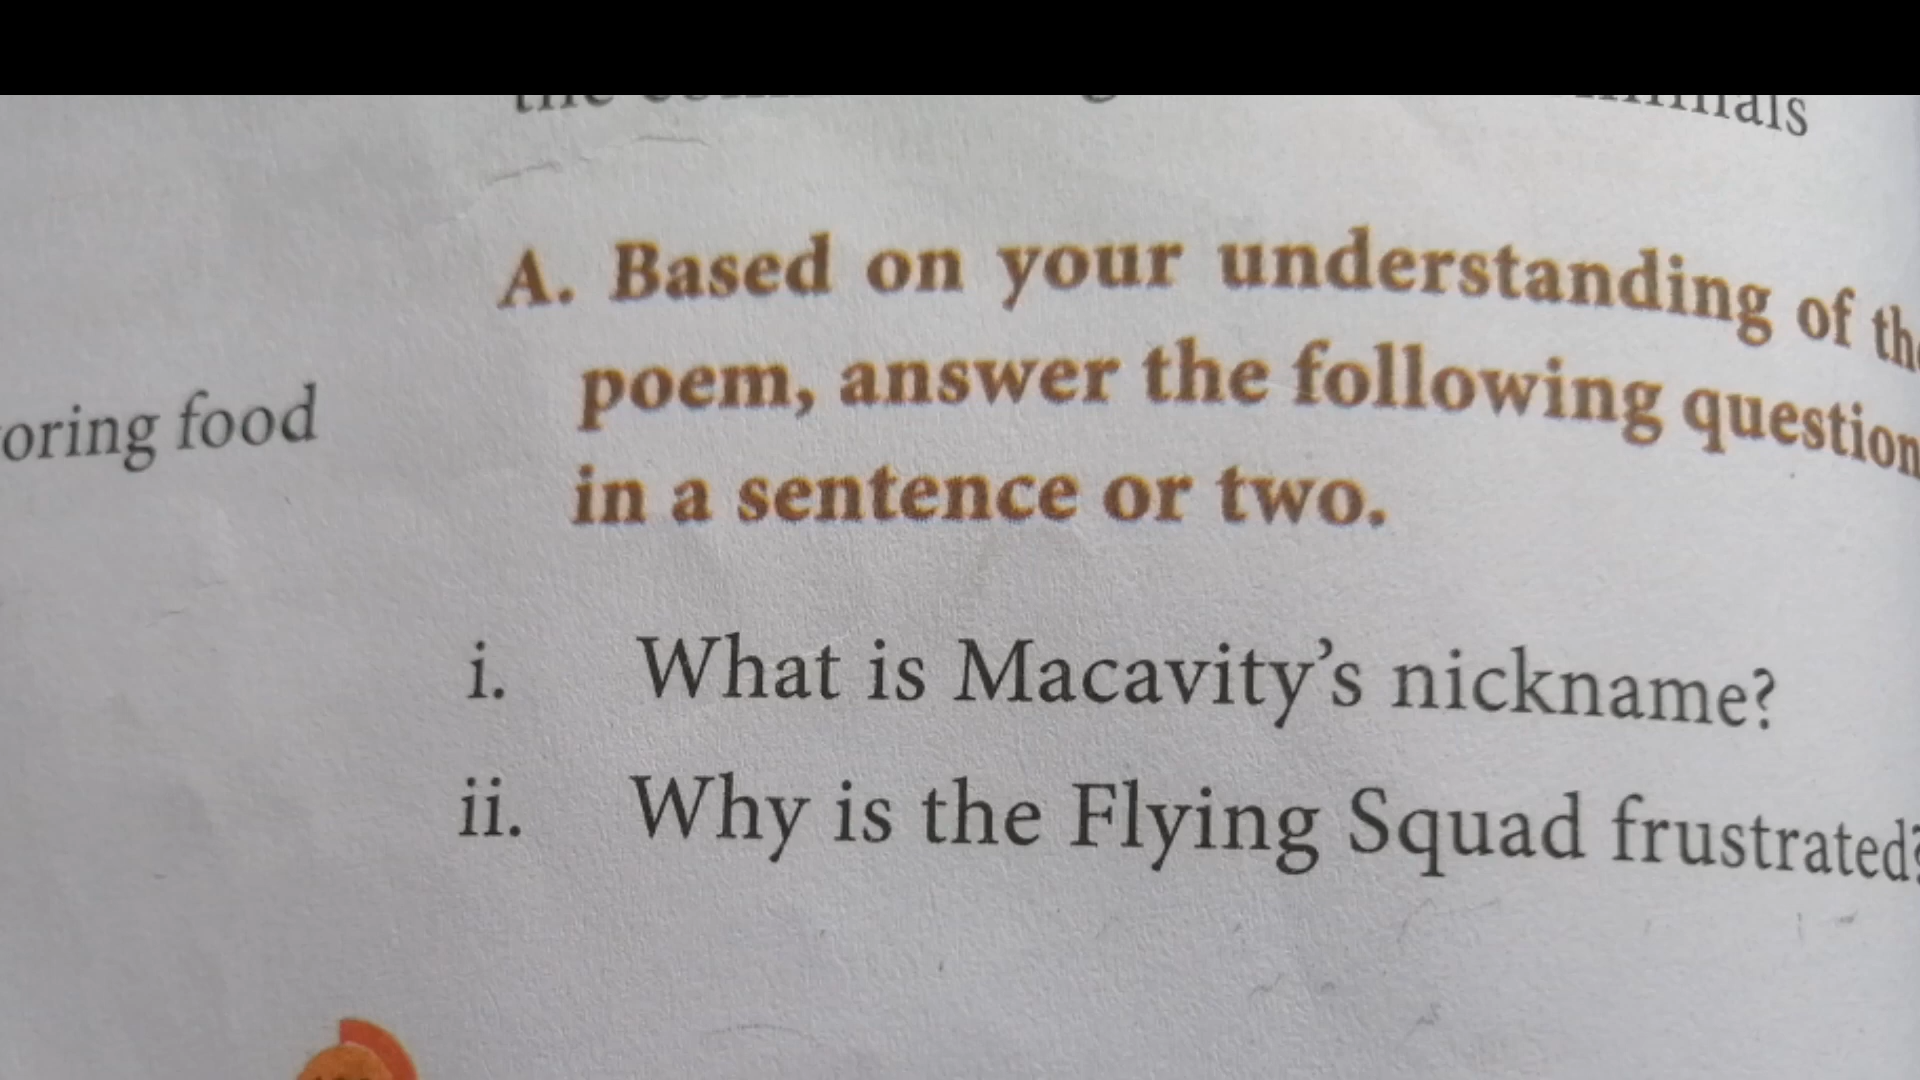 oring food
A. Based on your understanding of the
poem, answer the following question
in a sentence or two.
i. What is Macavity's nickname?
ii. Why is the Flying Squad frustrated?